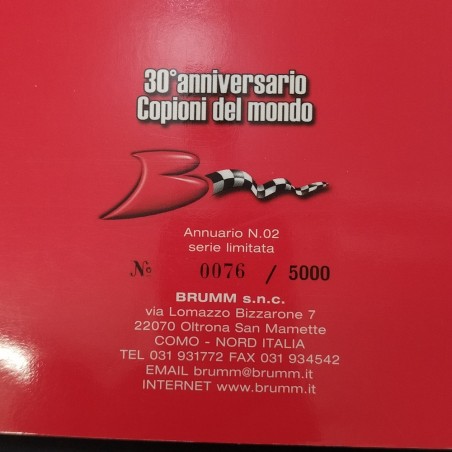 30°anniversario
Copioni del mondo
Brumm
Annuario N.02
serie limitata
No 0076 / 5000
BRUMM s.n.c.
via Lomazzo Bizzarone 7
22070 Oltrona San Mamette
COMO - NORD ITALIA
TEL 031 931772 FAX 031 934542
EMAIL brumm@brumm.it
INTERNET www.brumm.it